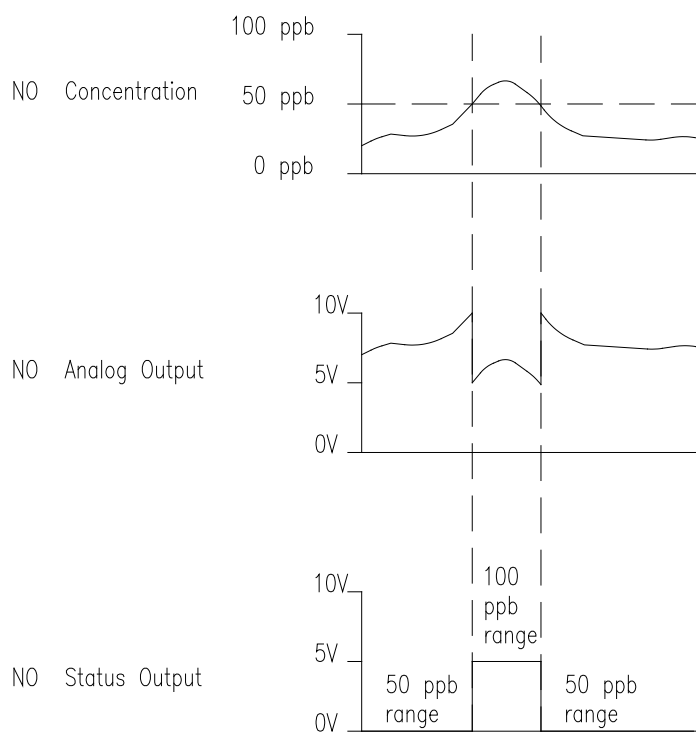 100 ppb
NO Concentration 50 ppb
0 ppb
10V
NO Analog Output 5V
0V
10V
100
ppb
range
5V
NO Status Output
50 ppb
range
50 ppb
range
0V